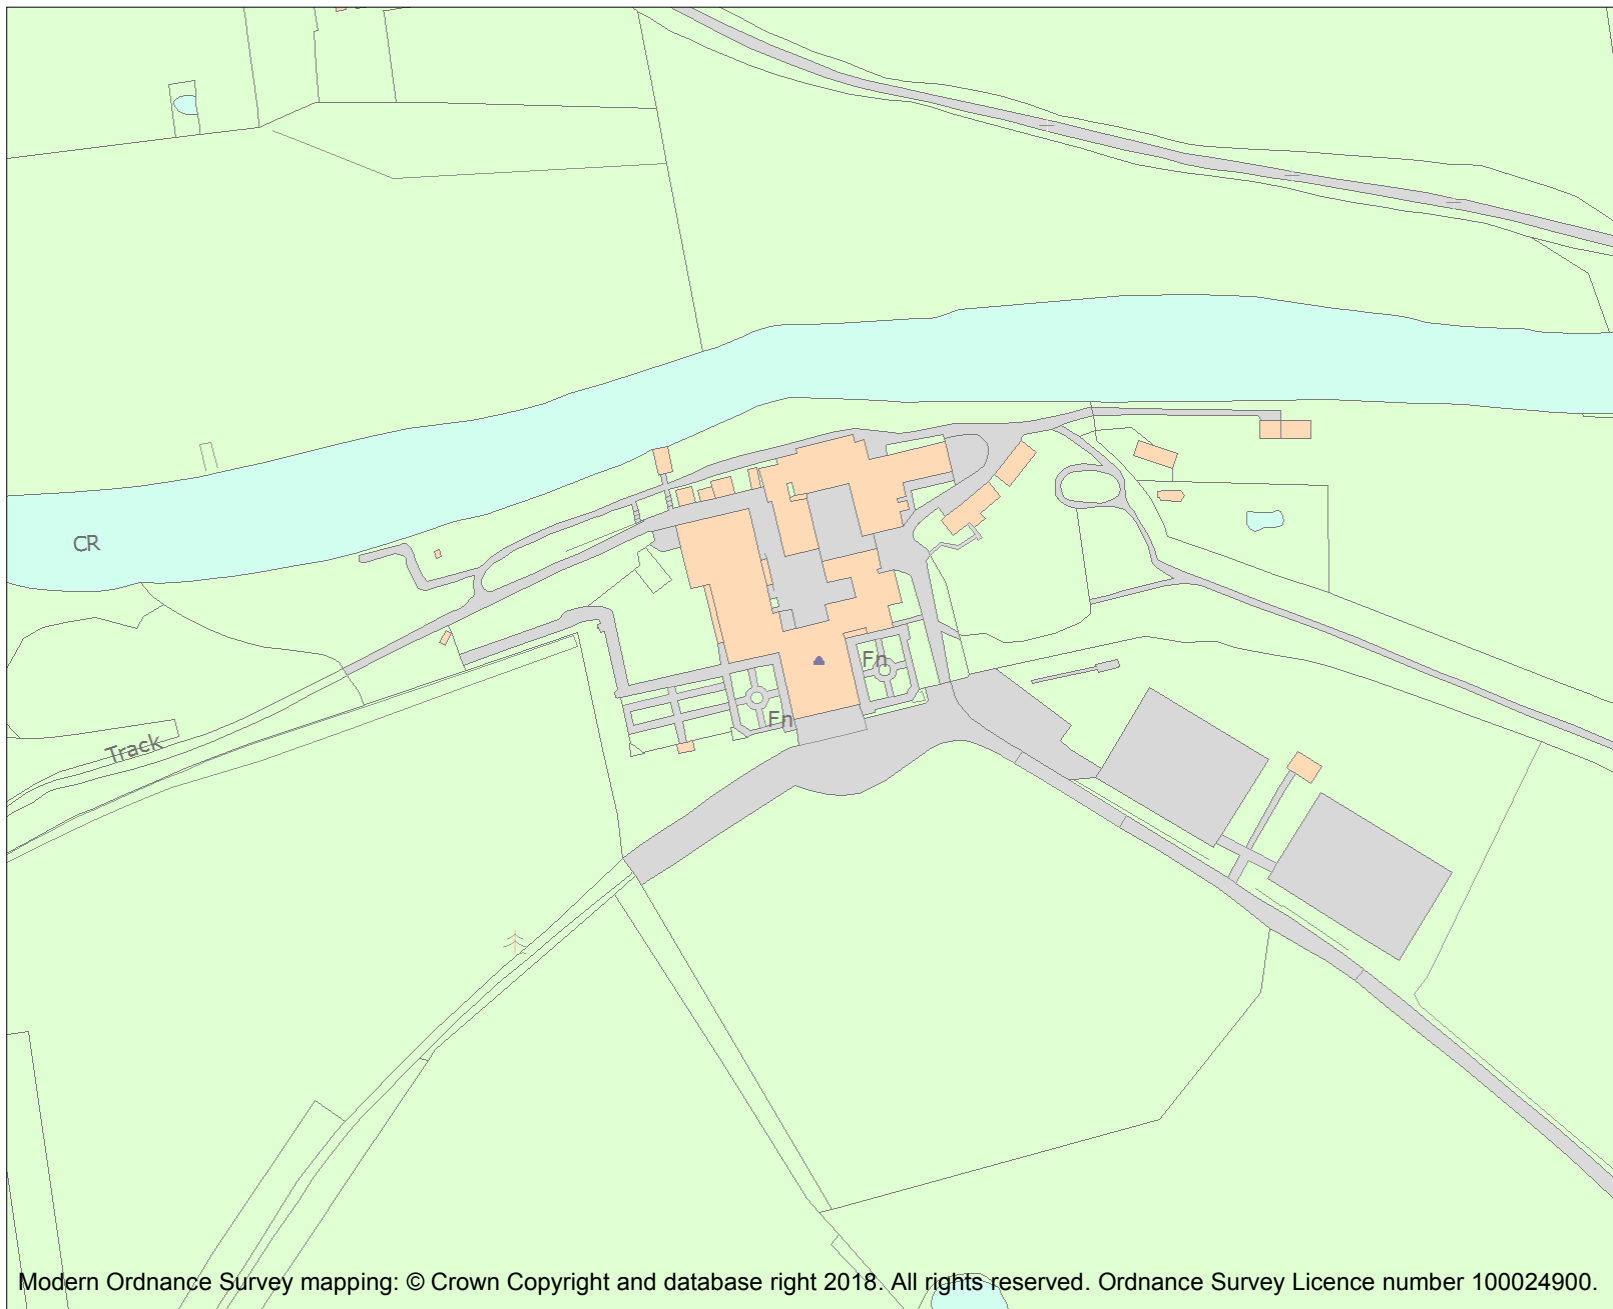 CR
Fn
Fn
Track
Modern Ordnance Survey mapping: © Crown Copyright and database right 2018. All rights reserved. Ordnance Survey Licence number 100024900.